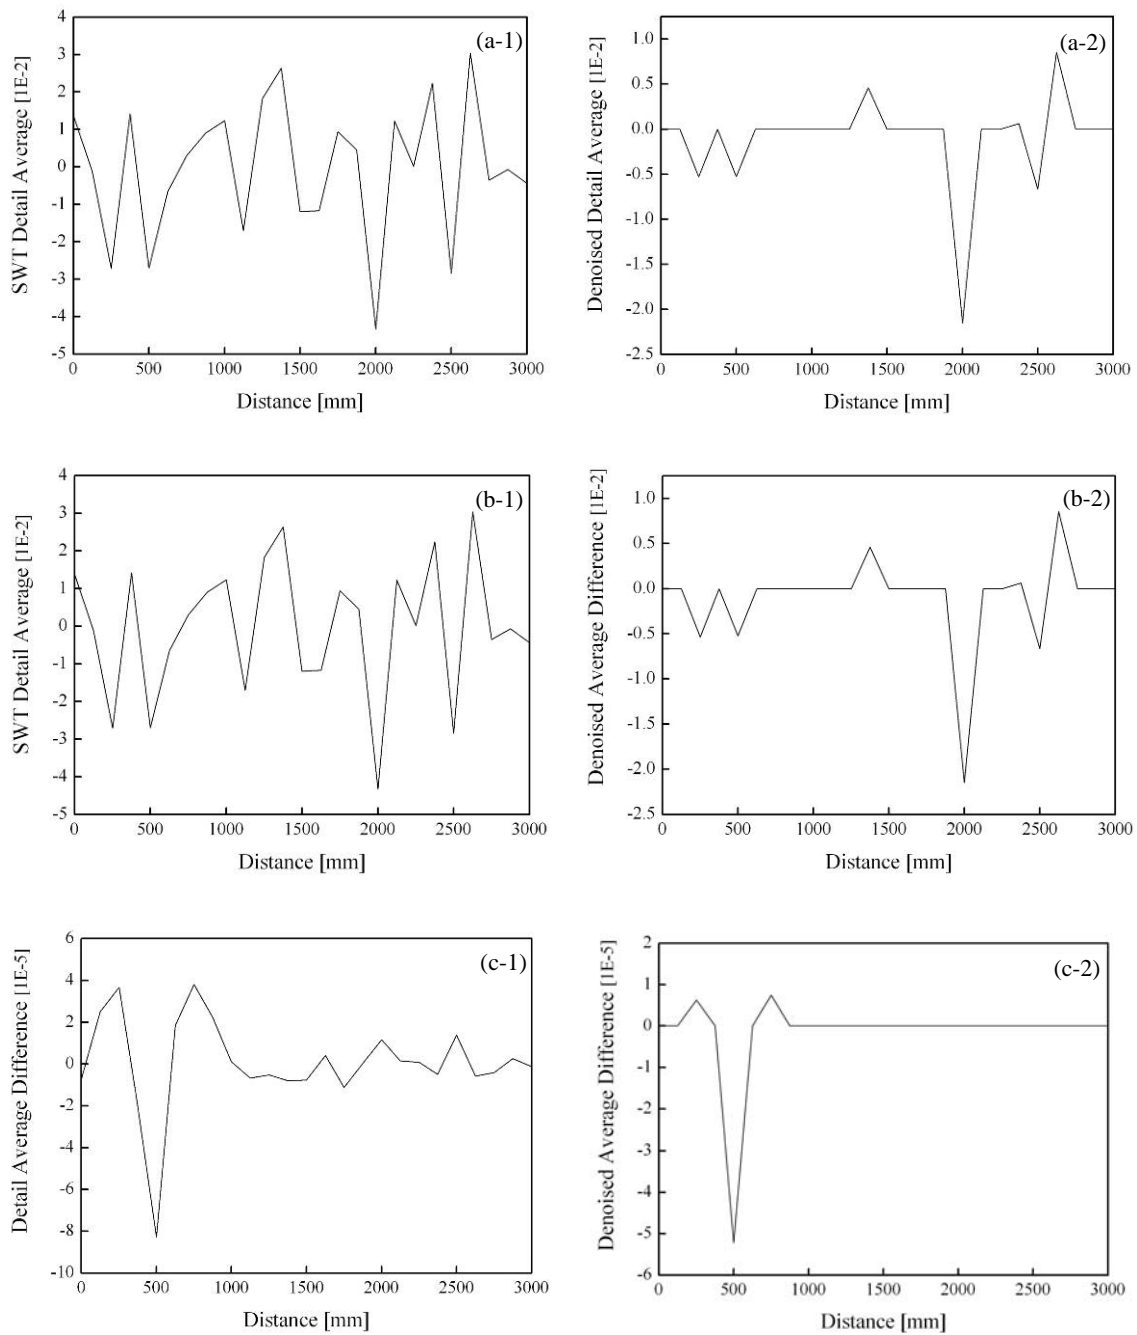 (a-1)
SWT Detail Average [1E-2]
4
3
2
1
0
-1
-2
-3
-4
-5
0 500 1000 1500 2000 2500 3000
Distance [mm]
(a-2)
Denoised Detail Average [1E-2]
1.0
0.5
0.0
-0.5
-1.0
-1.5
-2.0
-2.5
0 500 1000 1500 2000 2500 3000
Distance [mm]
(b-1)
SWT Detail Average [1E-2]
4
3
2
1
0
-1
-2
-3
-4
-5
0 500 1000 1500 2000 2500 3000
Distance [mm]
(b-2)
Denoised Average Difference [1E-2]
1.0
0.5
0.0
-0.5
-1.0
-1.5
-2.0
-2.5
0 500 1000 1500 2000 2500 3000
Distance [mm]
(c-1)
Detail Average Difference [1E-5]
6
4
2
0
-2
-4
-6
-8
-10
0 500 1000 1500 2000 2500 3000
Distance [mm]
(c-2)
Denoised Average Difference [1E-5]
2
1
0
-1
-2
-3
-4
-5
-6
0 500 1000 1500 2000 2500 3000
Distance [mm]